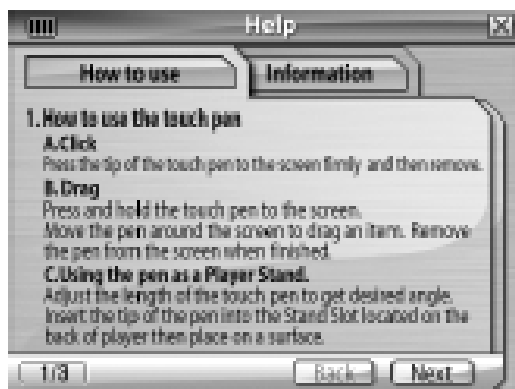 Help
How to use
Information
1.How to use the touch pen
A.Click
Press the tip of the touch pen to the screen firmly and then remove.
B.Drag
Press and hold the touch pen to the screen.
Move the pen around the screen to drag an item. Remove
the pen from the screen when finished.
C.Using the pen as a Player Stand.
Adjust the length of the touch pen to get desired angle.
Insert the tip of the pen into the Stand Slot located on the
back of player then place on a surface.
1/3
Back
Next